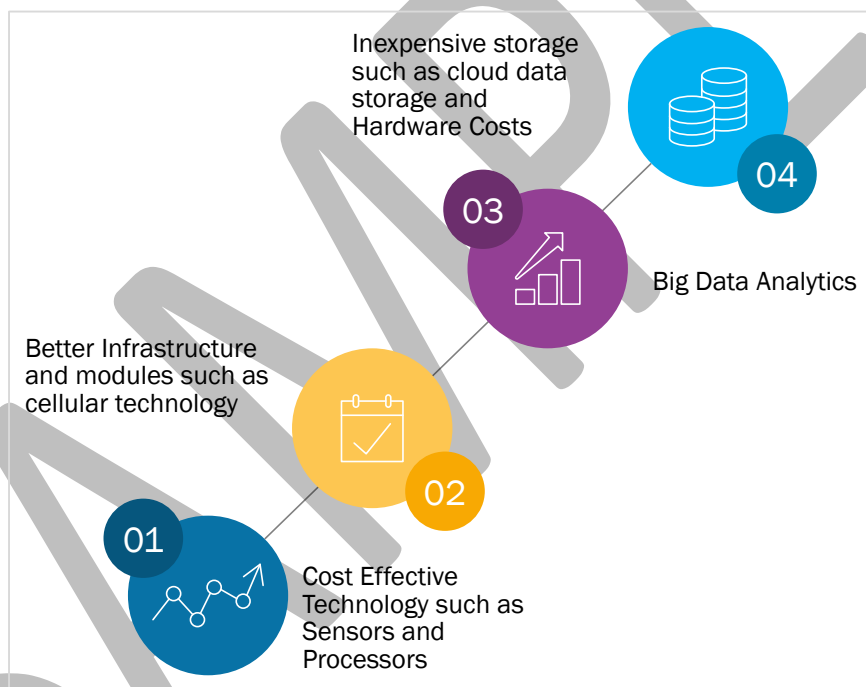 Inexpensive storage
such as cloud data
storage and
Hardware Costs
04
03
Big Data Analytics
Better Infrastructure
and modules such as
cellular technology
02
01
Cost Effective
Technology such as
Sensors and
Processors